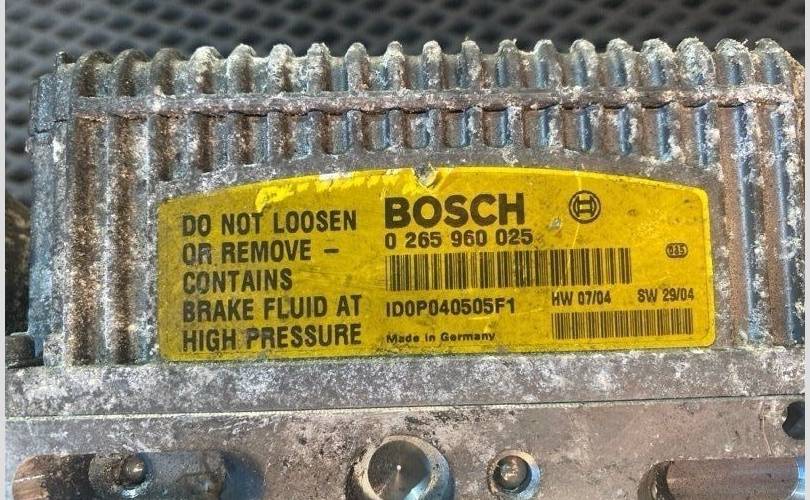 DO NOT LOOSEN
OR REMOVE –
CONTAINS
BRAKE FLUID AT
HIGH PRESSURE
BOSCH
0 265 960 025
ID0P040505F1
HW 07/04 SW 29/04
Made in Germany